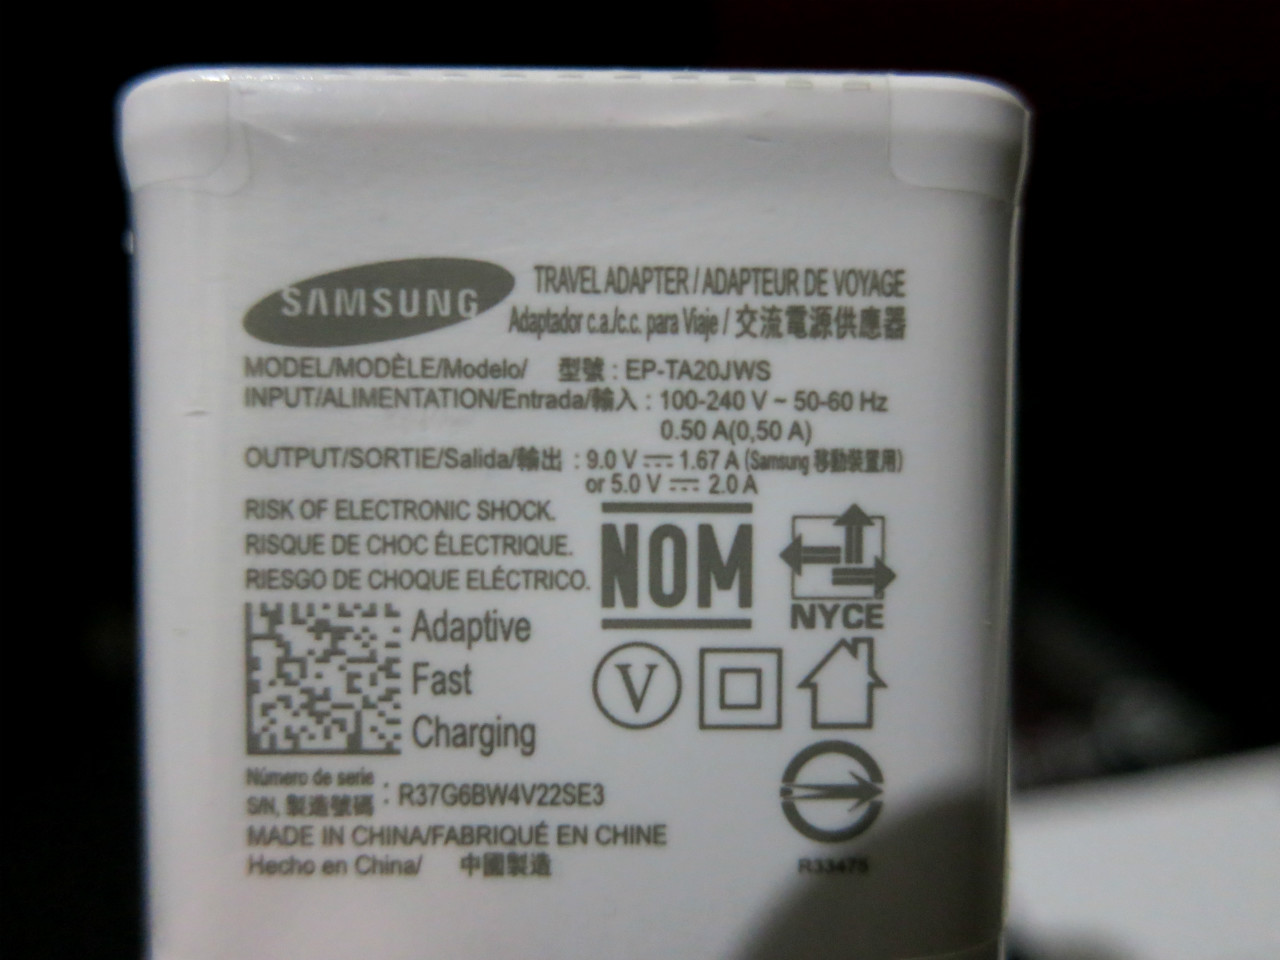 SAMSUNG
TRAVEL ADAPTER / ADAPTEUR DE VOYAGE
Adaptador c.a./c.c. para Viaje / 交流電源供應器
MODEL/MODÈLE/Modelo/ 型號 : EP-TA20JWS
INPUT/ALIMENTATION/Entrada/輸入 : 100-240 V ~ 50-60 Hz
0.50 A(0,50 A)
OUTPUT/SORTIE/Salida/輸出 : 9.0 V ⎓ 1.67 A (Samsung 移動裝置用)
or 5.0 V ⎓ 2.0 A
RISK OF ELECTRONIC SHOCK.
RISQUE DE CHOC ÉLECTRIQUE.
RIESGO DE CHOQUE ELÉCTRICO.
NOM
NYCE
Adaptive
Fast
Charging
V
Número de serie
S/N, 製造號碼 : R37G6BW4V22SE3
MADE IN CHINA/FABRIQUÉ EN CHINE
Hecho en China/ 中國製造
R33475